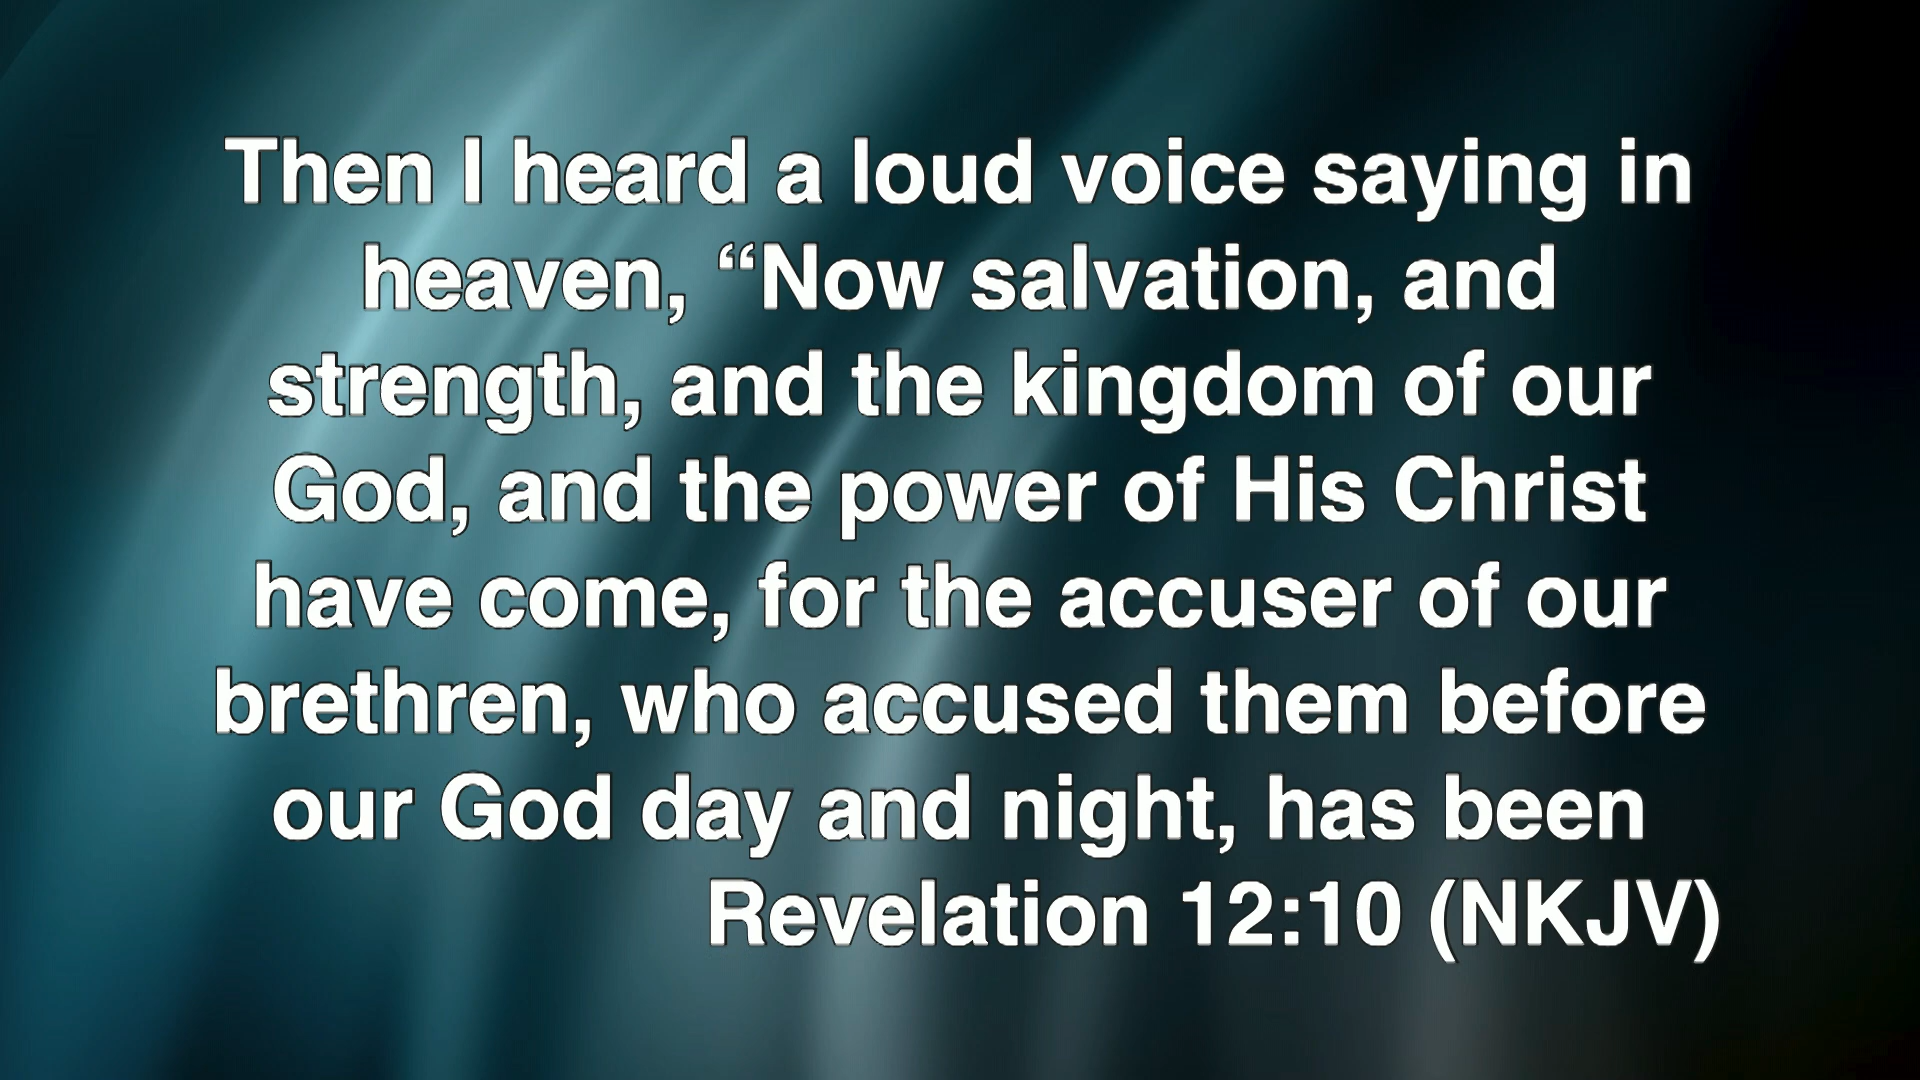 Then I heard a loud voice saying in
heaven, “Now salvation, and
strength, and the kingdom of our
God, and the power of His Christ
have come, for the accuser of our
brethren, who accused them before
our God day and night, has been
Revelation 12:10 (NKJV)